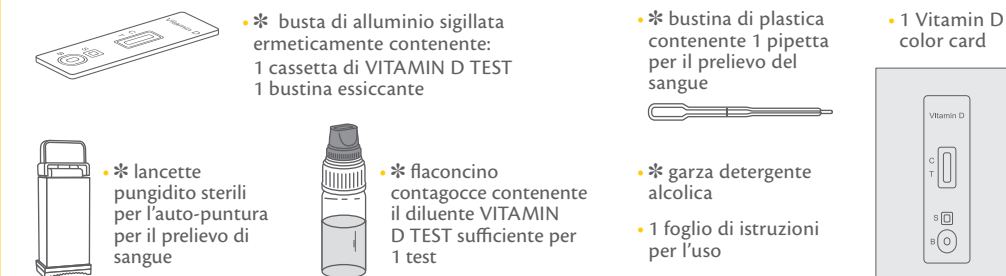 • ✻ busta di alluminio sigillata
ermeticamente contenente:
1 cassetta di VITAMIN D TEST
1 bustina essiccante
Vitamin D
C
T
S
B
• ✻ lancette
pungidito sterili
per l'auto-puntura
per il prelievo di
sangue
• ✻ flaconcino
contagocce contenente
il diluente VITAMIN
D TEST sufficiente per
1 test
• ✻ bustina di plastica
contenente 1 pipetta
per il prelievo del
sangue
• ✻ garza detergente
alcolica
• 1 foglio di istruzioni
per l'uso
• 1 Vitamin D
color card
Vitamin D
C
T
S
B